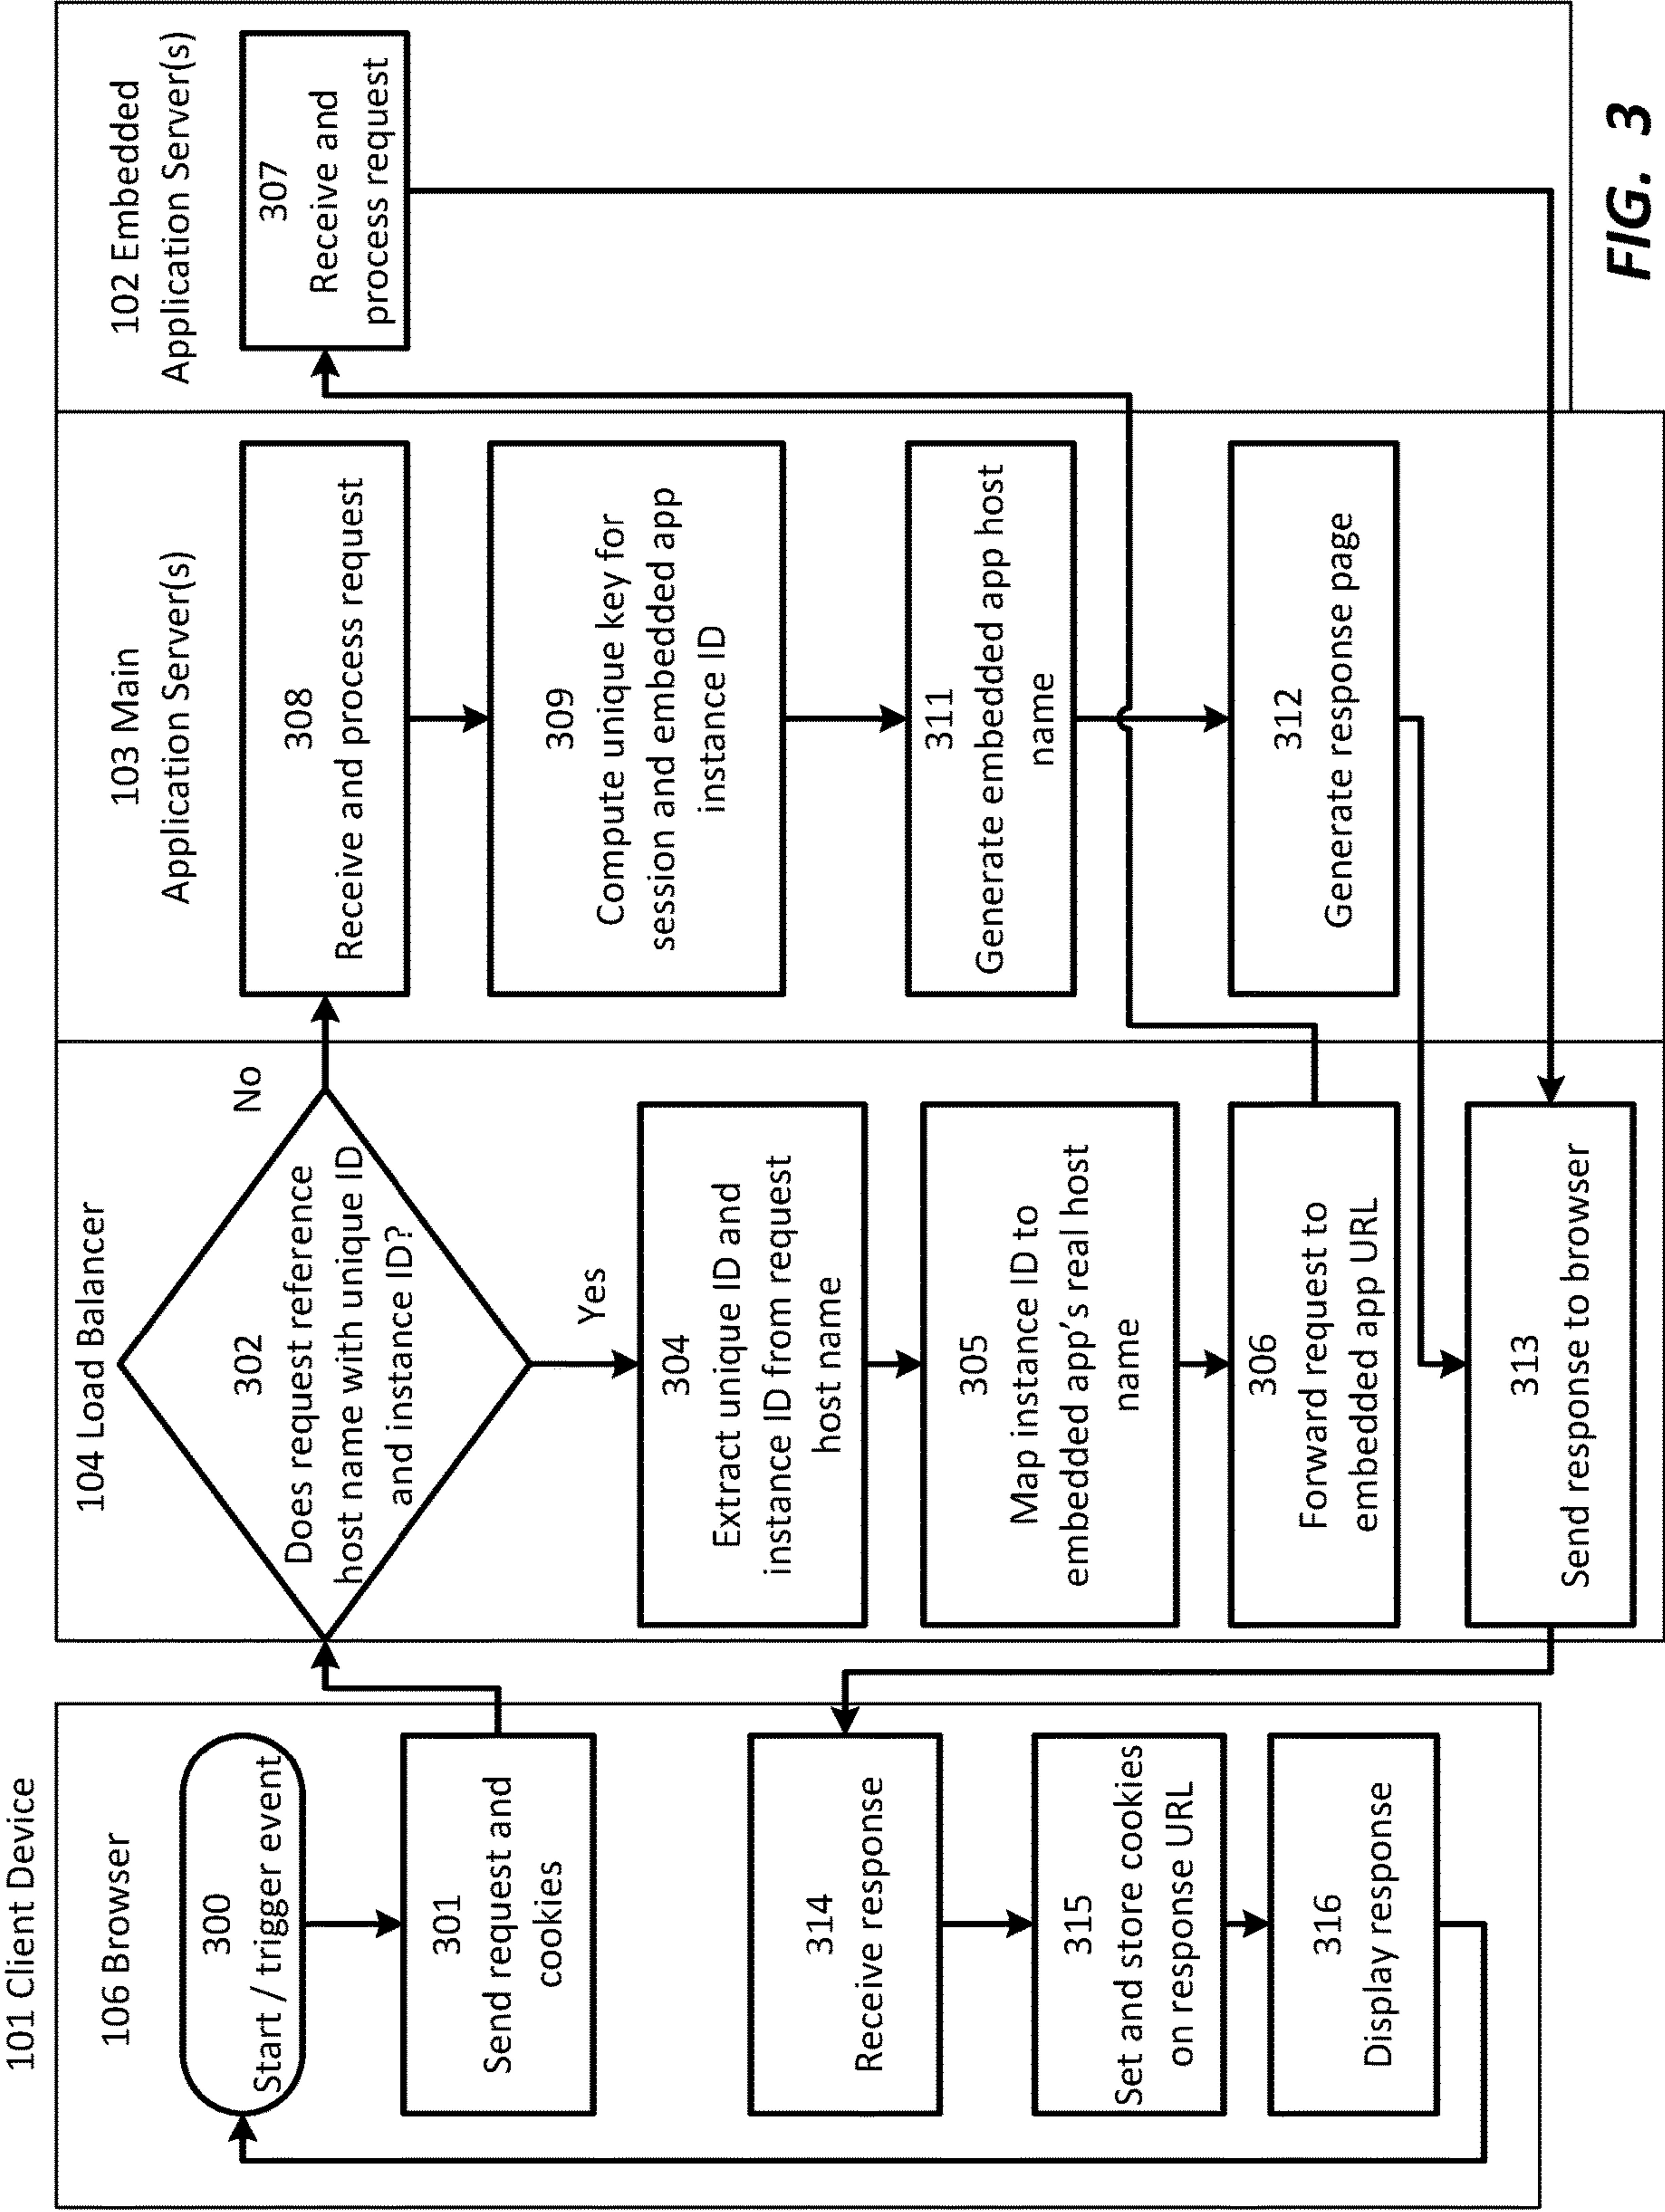 101 Client Device
106 Browser
300
Start / trigger event
301
Send request and
cookies
314
Receive response
315
Set and store cookies
on response URL
316
Display response
104 Load Balancer
302
Does request reference
host name with unique ID
and instance ID?
No
Yes
304
Extract unique ID and
instance ID from request
host name
305
Map instance ID to
embedded app’s real host
name
306
Forward request to
embedded app URL
313
Send response to browser
103 Main
Application Server(s)
308
Receive and process request
309
Compute unique key for
session and embedded app
instance ID
311
Generate embedded app host
name
312
Generate response page
102 Embedded
Application Server(s)
307
Receive and
process request
FIG. 3